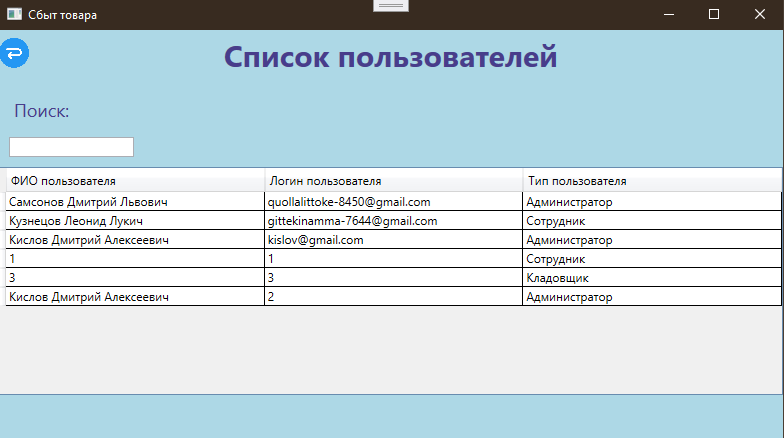 Сбыт товара
Список пользователей
Поиск:
ФИО пользователя Логин пользователя Тип пользователя
Самсонов Дмитрий Львович quollalittoke-8450@gmail.com Администратор
Кузнецов Леонид Лукич gittekinamma-7644@gmail.com Сотрудник
Кислов Дмитрий Алексеевич kislov@gmail.com Администратор
1 1 Сотрудник
3 3 Кладовщик
Кислов Дмитрий Алексеевич 2 Администратор